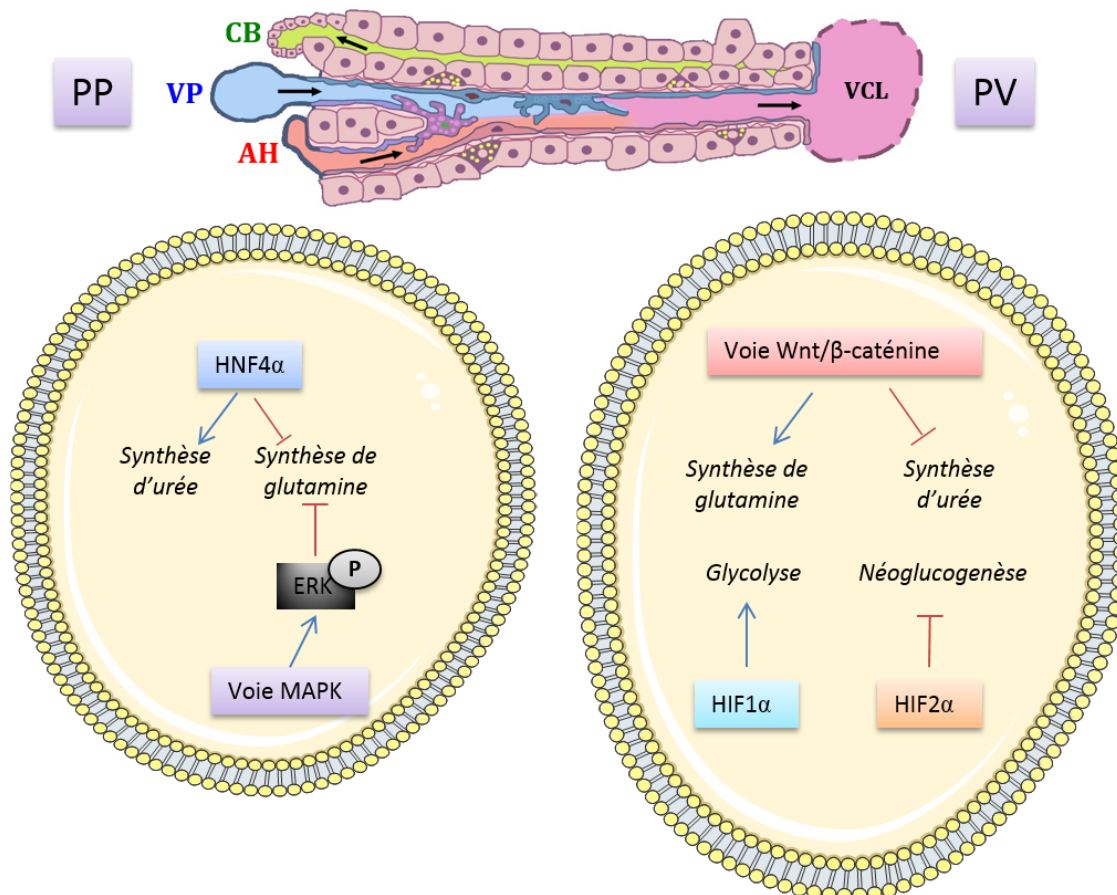 CB
PP
VP
VCL
PV
AH
HNF4α
Synthèse
d’urée
Synthèse de
glutamine
P
ERK
Voie MAPK
Voie Wnt/β-caténine
Synthèse de
glutamine
Synthèse
d’urée
Glycolyse
Néoglucogenèse
HIF1α
HIF2α